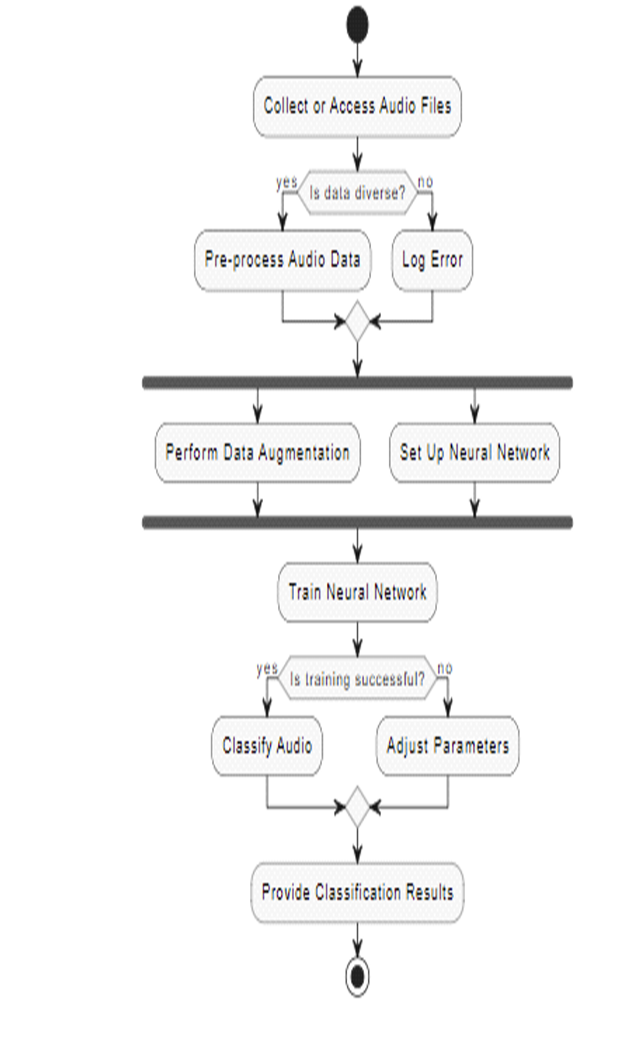 Collect or Access Audio Files
yes
Is data diverse?
no
Pre-process Audio Data
Log Error
Perform Data Augmentation
Set Up Neural Network
Train Neural Network
yes
Is training successful?
no
Classify Audio
Adjust Parameters
Provide Classification Results